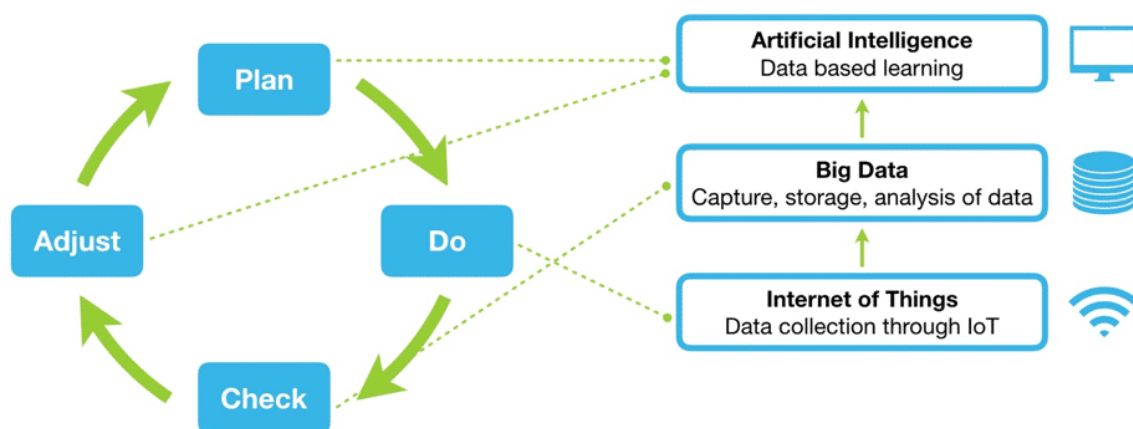 Plan
Do
Check
Adjust
Artificial Intelligence
Data based learning
Big Data
Capture, storage, analysis of data
Internet of Things
Data collection through IoT